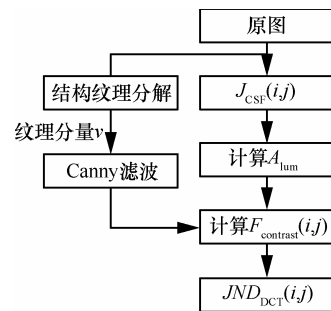 原图
结构纹理分解
J_CSF(i,j)
纹理分量v
计算A_lum
Canny滤波
计算F_contrast(i,j)
JND_DCT(i,j)